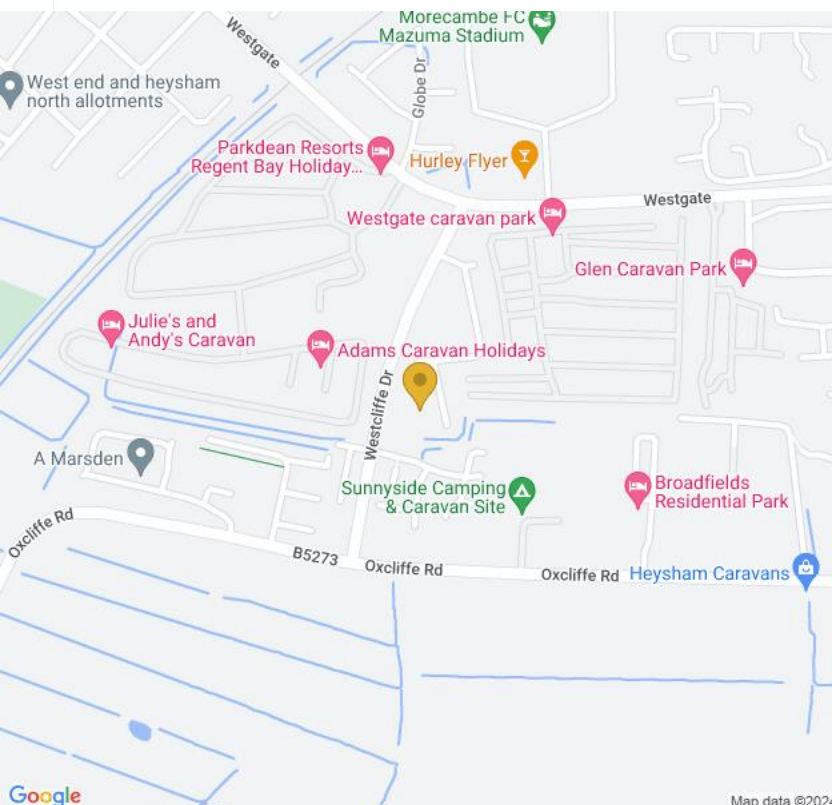 Morecambe FC
Mazuma Stadium
Westgate
West end and heysham
north allotments
Globe Dr
Parkdean Resorts
Regent Bay Holiday...
Hurley Flyer
Westgate
Westgate caravan park
Glen Caravan Park
Julie's and
Andy's Caravan
Adams Caravan Holidays
Westcliffe Dr
A Marsden
Sunnyside Camping
& Caravan Site
Broadfields
Residential Park
Oxcliffe Rd
B5273
Oxcliffe Rd
Oxcliffe Rd
Heysham Caravans
Google
Map data ©2024